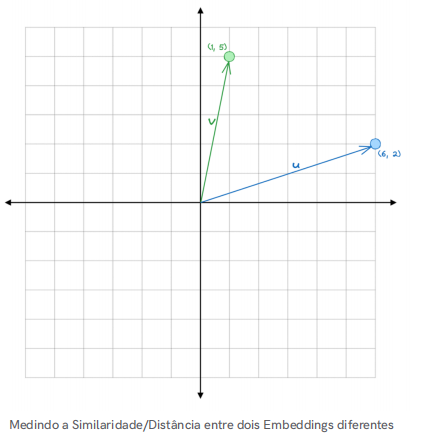 (1, 5)
v
u
(6, 2)
Medindo a Similaridade/Distância entre dois Embeddings diferentes